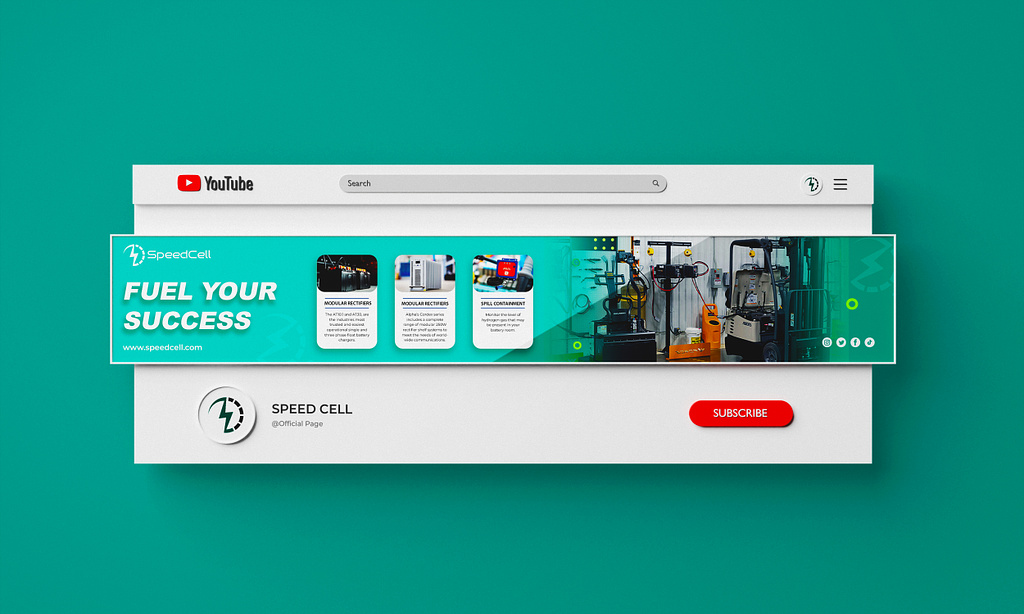 YouTube
Search
SpeedCell
FUEL YOUR
SUCCESS
www.speedcell.com
MODULAR RECTIFIERS
The AT10.1 and AT30, are
the industries most
trusted and soared
operational single and
three phase float battery
chargers.
MODULAR RECTIFIERS
Alpha's Cordex series
includes a complete
range of modular
rectifier shelf systems to
meet the needs of world
wide communications.
SPILL CONTAINMENT
Monitor the level of
hydrogen gas that may
be present in your
battery room.
SPEED CELL
@Official Page
SUBSCRIBE